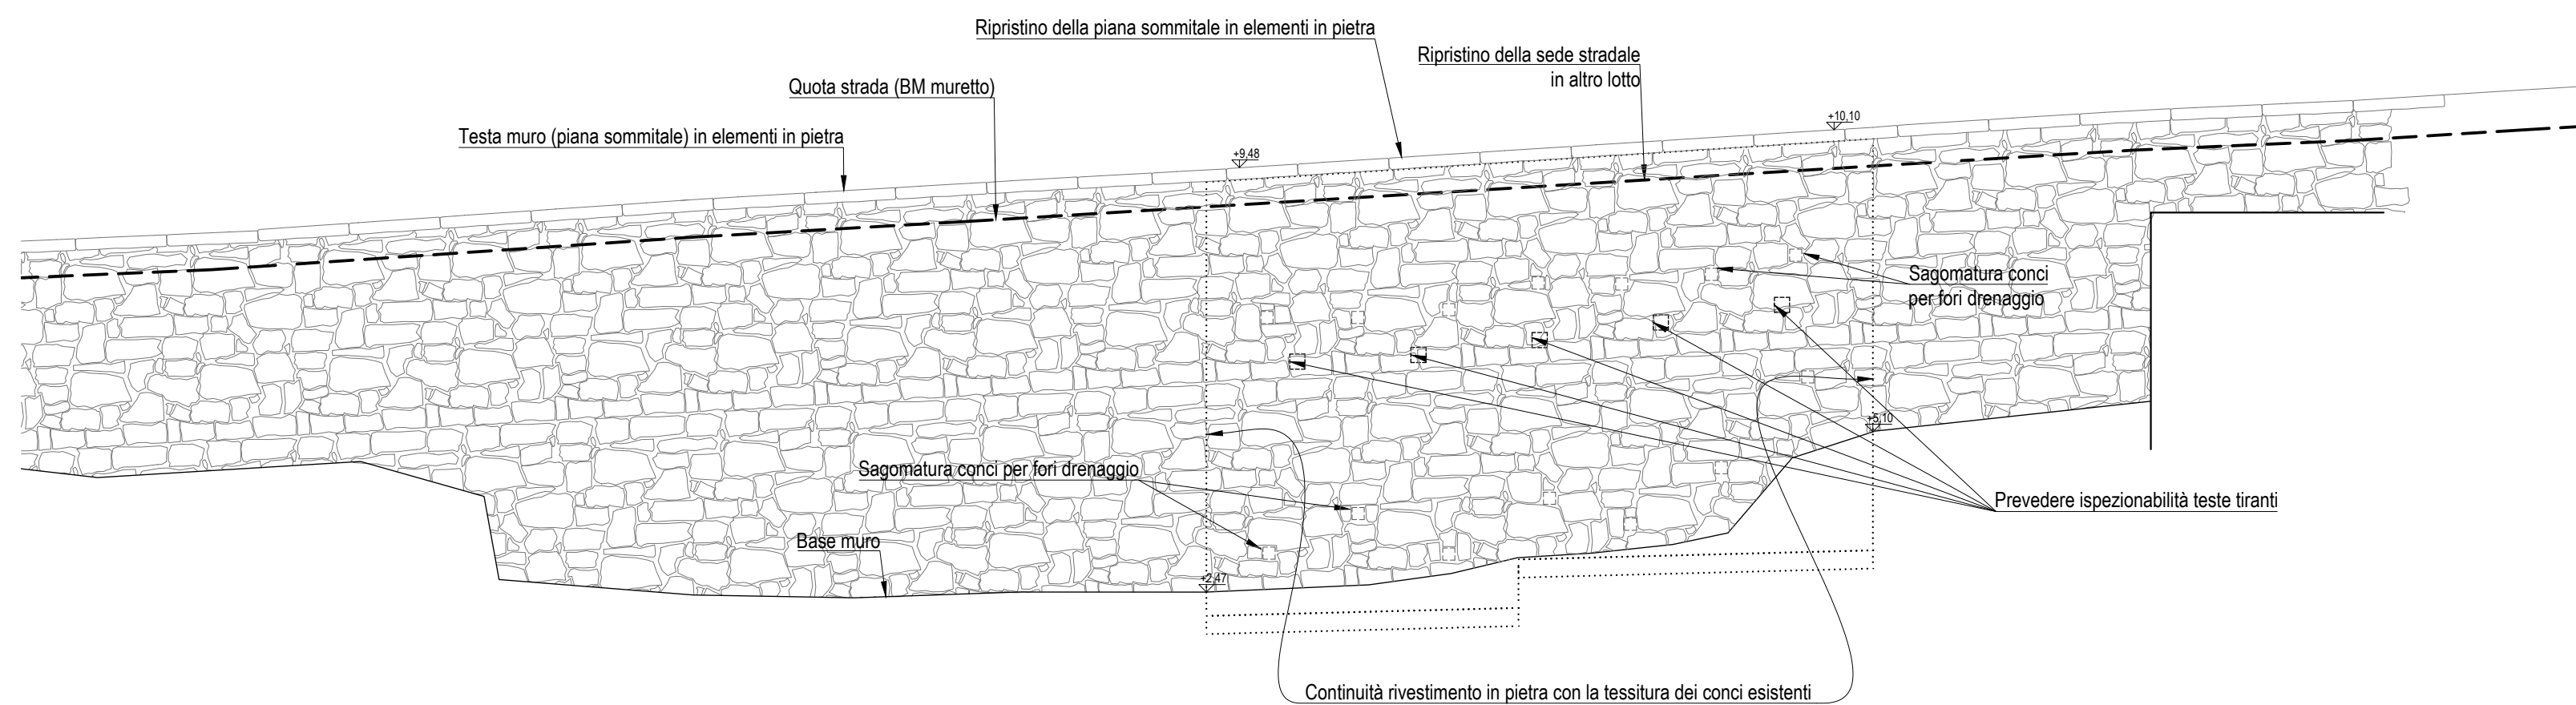 Ripristino della piana sommitale in elementi in pietra
Ripristino della sede stradale
in altro lotto
Quota strada (BM muretto)
Testa muro (piana sommitale) in elementi in pietra
+10,10
+9,48
Sagomatura conci
per fori drenaggio
+5,10
Sagomatura conci per fori drenaggio
Prevedere ispezionabilità teste tiranti
Base muro
+2,47
Continuità rivestimento in pietra con la tessitura dei conci esistenti